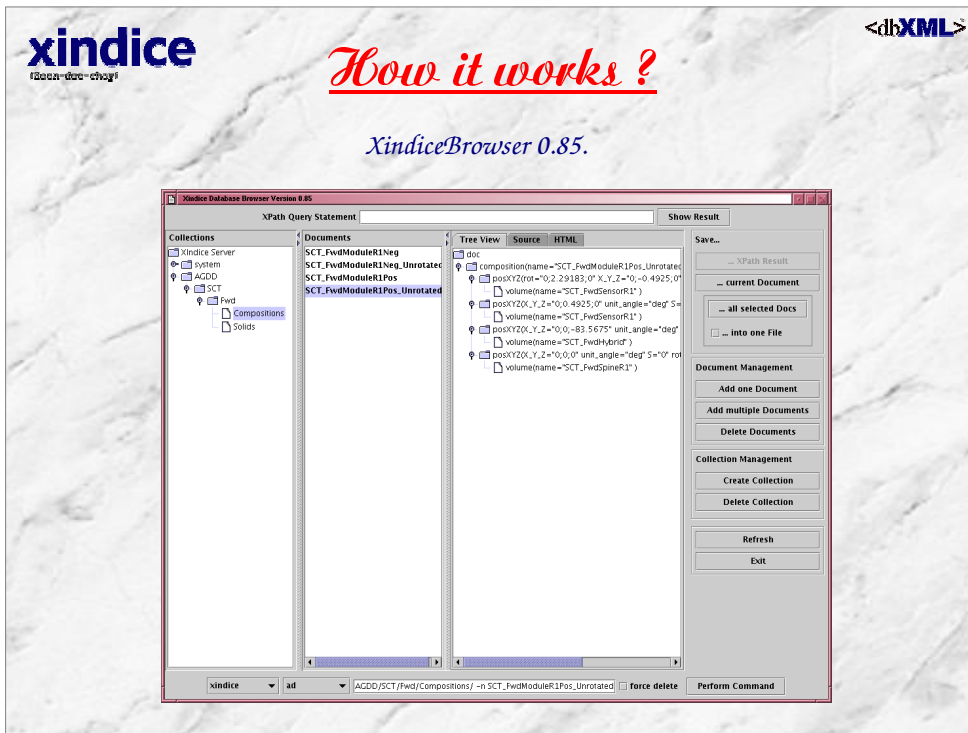 xindice
<dbXML>
[Zeen-dee-chay]
How it works ?
XindiceBrowser 0.85.
Xindice Database Browser Version 0.85
XPath Query Statement
Show Result
Collections
Xindice Server
system
AGDD
SCT
Fwd
Compositions
Solids
Documents
SCT_FwdModuleR1Neg
SCT_FwdModuleR1Neg_Unrotated
SCT_FwdModuleR1Pos
SCT_FwdModuleR1Pos_Unrotated
Tree View Source HTML
doc
composition(name="SCT_FwdModuleR1Pos_Unrotated
posXYZ(rot="0;2.29183;0" X_Y_Z="0;-0.4925;0"
volume(name="SCT_FwdSensorR1" )
posXYZ(X_Y_Z="0;0.4925;0" unit_angle="deg" S=
volume(name="SCT_FwdSensorR1" )
posXYZ(X_Y_Z="0;0;-83.5675" unit_angle="deg"
volume(name="SCT_FwdHybrid" )
posXYZ(X_Y_Z="0;0;0" unit_angle="deg" S="0" rot
volume(name="SCT_FwdSpineR1" )
Save...
... XPath Result
... current Document
... all selected Docs
... into one File
Document Management
Add one Document
Add multiple Documents
Delete Documents
Collection Management
Create Collection
Delete Collection
Refresh
Exit
xindice ad AGDD/SCT/Fwd/Compositions/ -n SCT_FwdModuleR1Pos_Unrotated force delete Perform Command